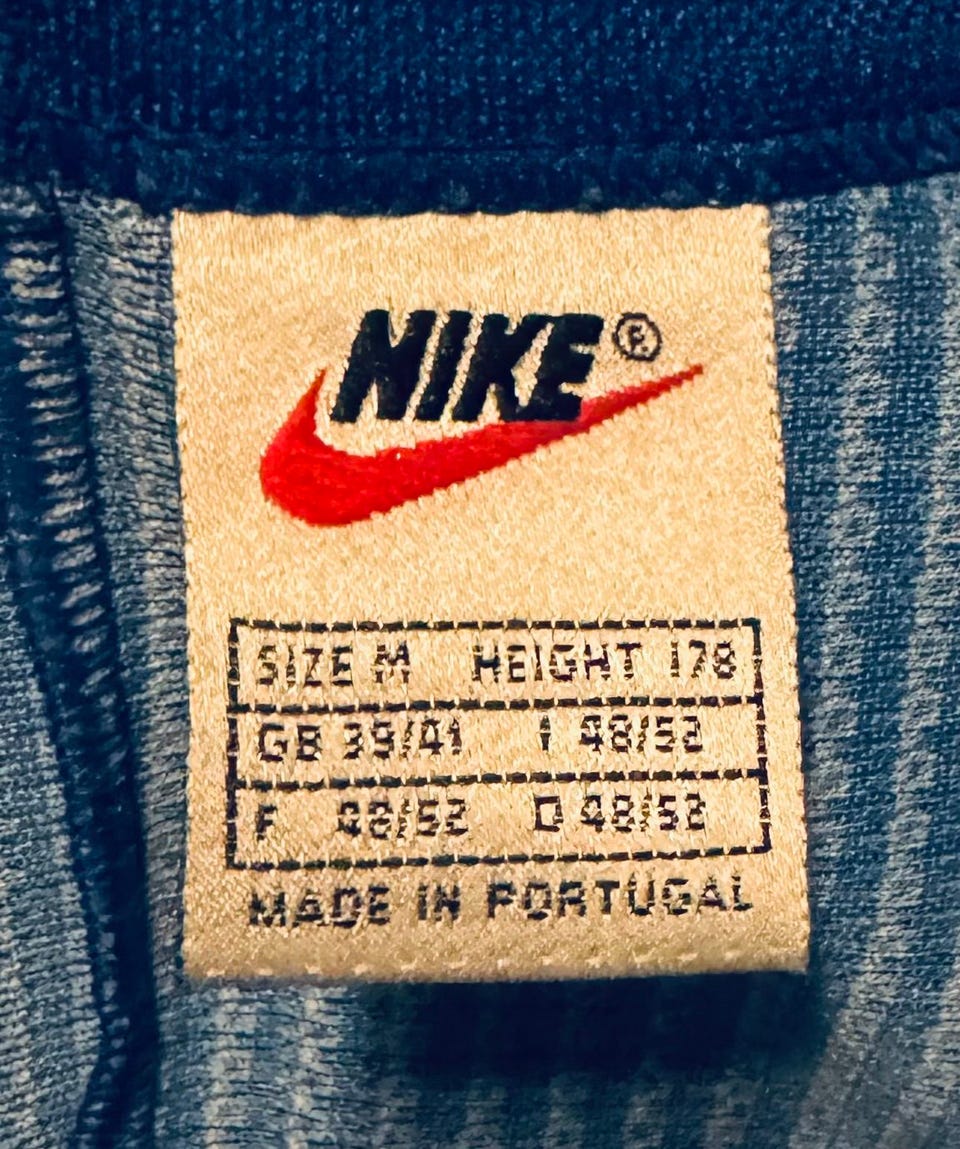 NIKE®
SIZE M HEIGHT 178
GB 39/41 I 48/52
F 48/52 D 48/52
MADE IN PORTUGAL